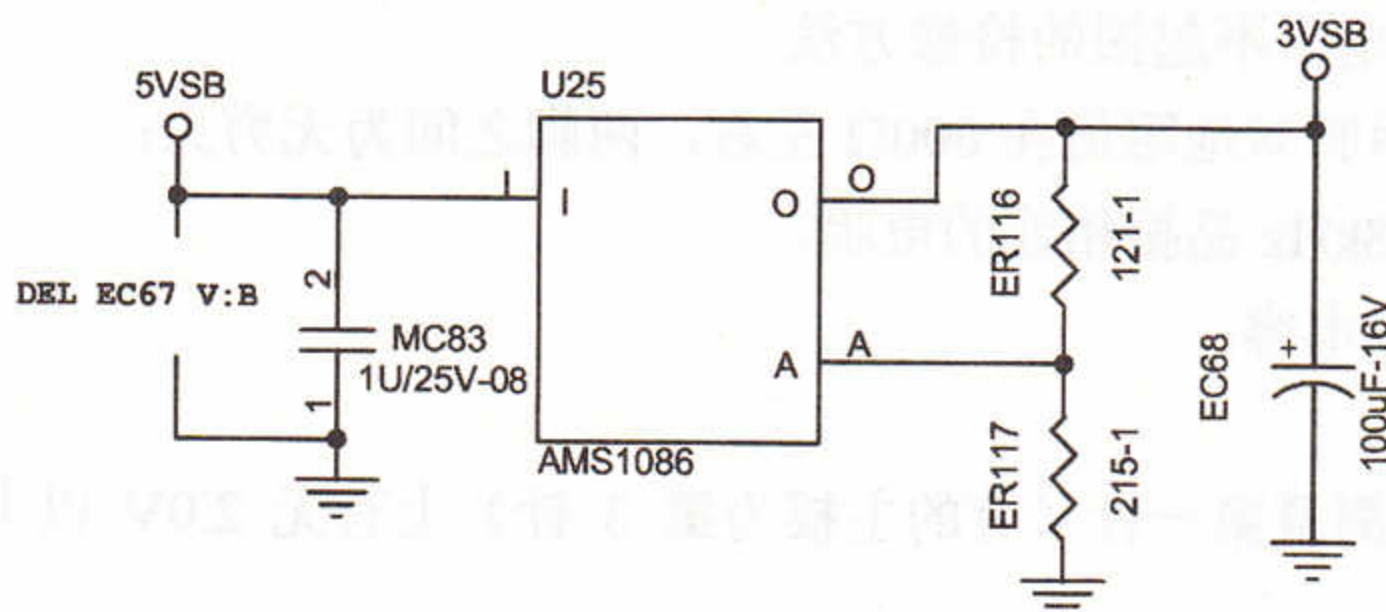 3VSB
5VSB
U25
I
I
O
O
ER116
121-1
DEL EC67 V:B
2
MC83
1U/25V-08
1
A
A
EC68
+
100uF-16V
AMS1086
ER117
215-1